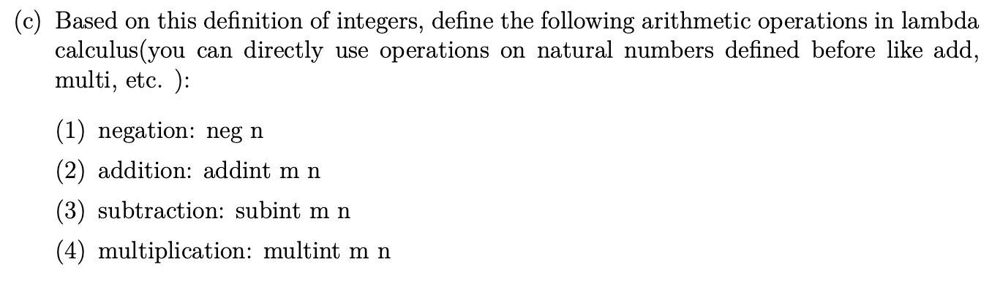 (c) Based on this definition of integers, define the following arithmetic operations in lambda
calculus(you can directly use operations on natural numbers defined before like add,
multi, etc. ):
(1) negation: neg n
(2) addition: addint m n
(3) subtraction: subint m n
(4) multiplication: multint m n